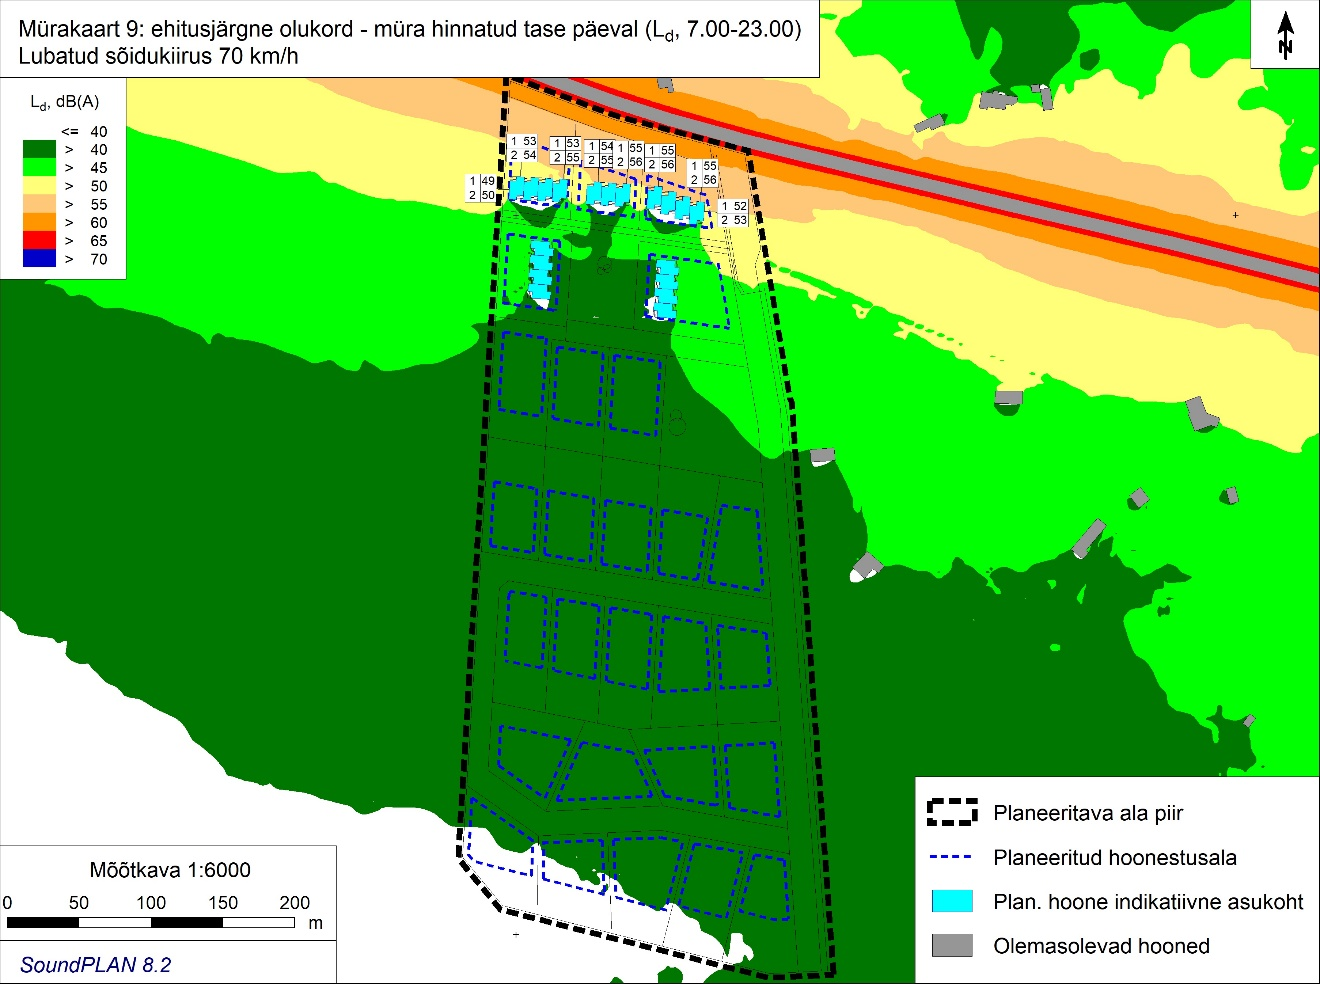 Mürakaart 9: ehitusjärgne olukord - müra hinnatud tase päeval (Ld, 7.00-23.00)
Lubatud sõidukiirus 70 km/h
N
Ld, dB(A)
<= 40
> 40
> 45
> 50
> 55
> 60
> 65
> 70
1 53
2 54
1 53
2 55
1 54
2 55
1 55
2 56
1 55
2 56
1 55
2 56
1 49
2 50
1 52
2 53
Planeeritava ala piir
Planeeritud hoonestusala
Plan. hoone indikatiivne asukoht
Olemasolevad hooned
Mõõtkava 1:6000
0 50 100 150 200
m
SoundPLAN 8.2